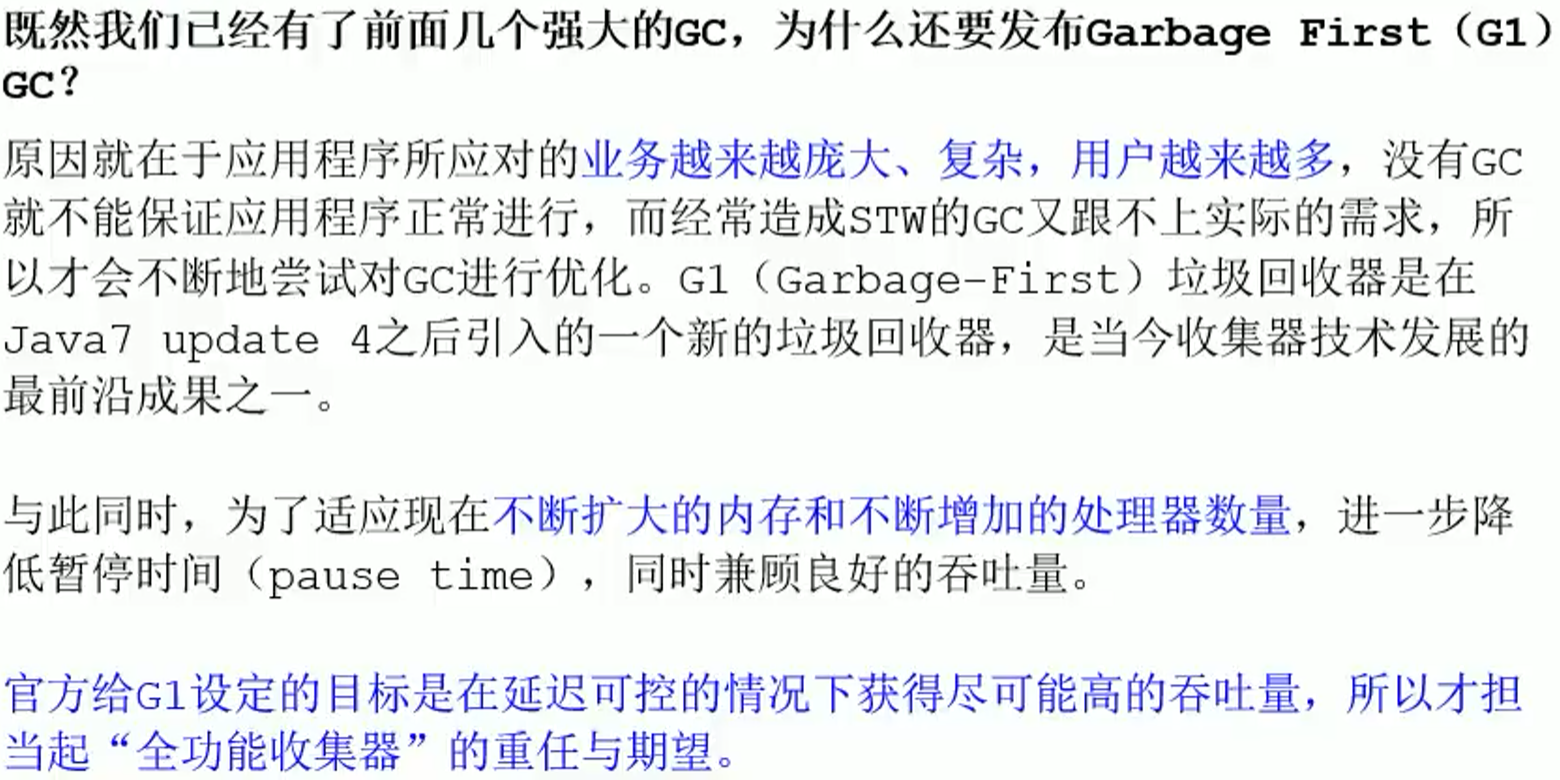 既然我们已经有了前面几个强大的GC，为什么还要发布Garbage First（G1）
GC？
原因就在于应用程序所应对的业务越来越庞大、复杂，用户越来越多，没有GC
就不能保证应用程序正常进行，而经常造成STW的GC又跟不上实际的需求，所
以才会不断地尝试对GC进行优化。G1（Garbage-First）垃圾回收器是在
Java7 update 4之后引入的一个新的垃圾回收器，是当今收集器技术发展的
最前沿成果之一。
与此同时，为了适应现在不断扩大的内存和不断增加的处理器数量，进一步降
低暂停时间（pause time），同时兼顾良好的吞吐量。
官方给G1设定的目标是在延迟可控的情况下获得尽可能高的吞吐量，所以才担
当起“全功能收集器”的重任与期望。